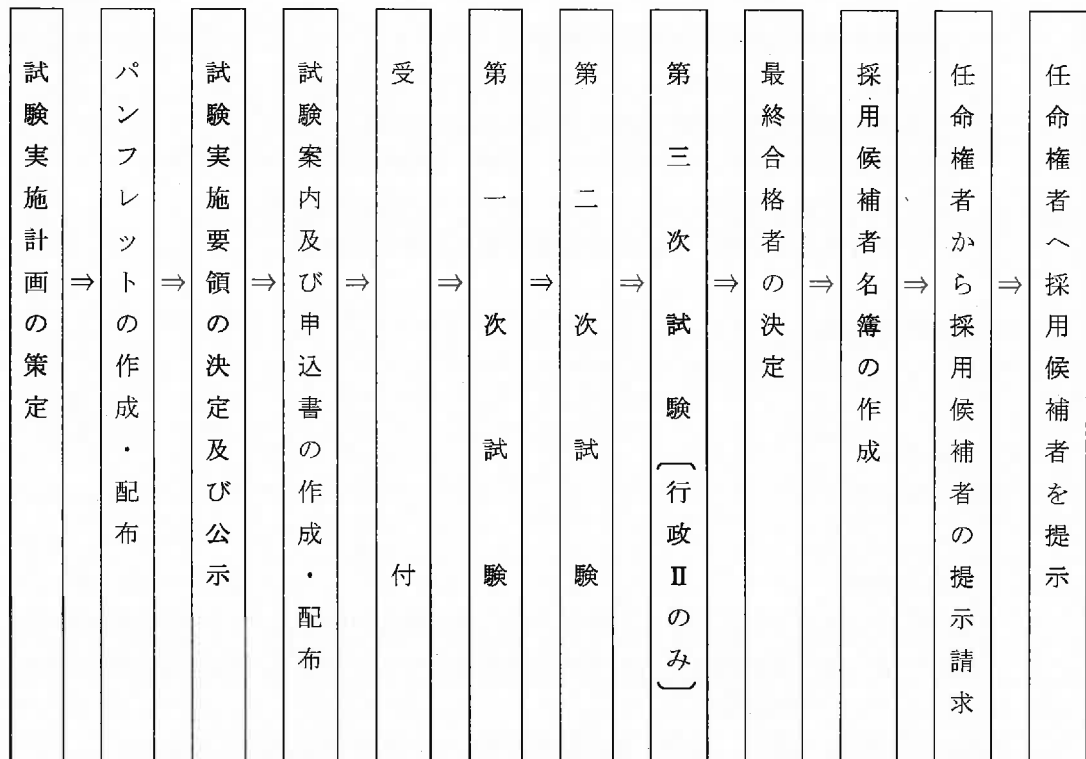 試験実施計画の策定
⇒
パンフレットの作成・配布
⇒
試験実施要領の決定及び公示
⇒
試験案内及び申込書の作成・配布
⇒
受付
⇒
第一次試験
⇒
第二次試験
⇒
第三次試験〔行政Ⅱのみ〕
⇒
最終合格者の決定
⇒
採用候補者名簿の作成
⇒
任命権者から採用候補者の提示請求
⇒
任命権者へ採用候補者を提示